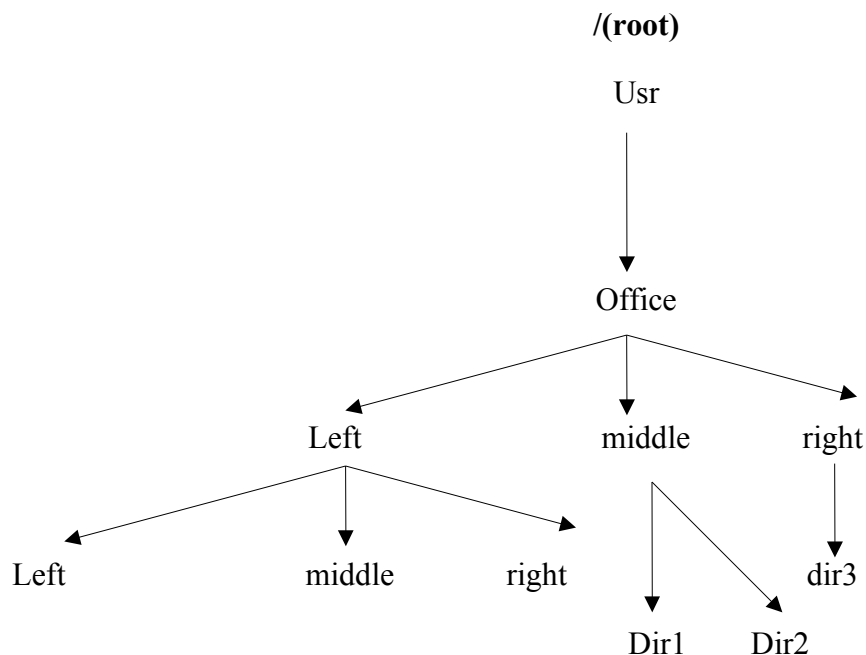 /(root)
Usr
Office
Left middle right
Left middle right dir3
Dir1 Dir2